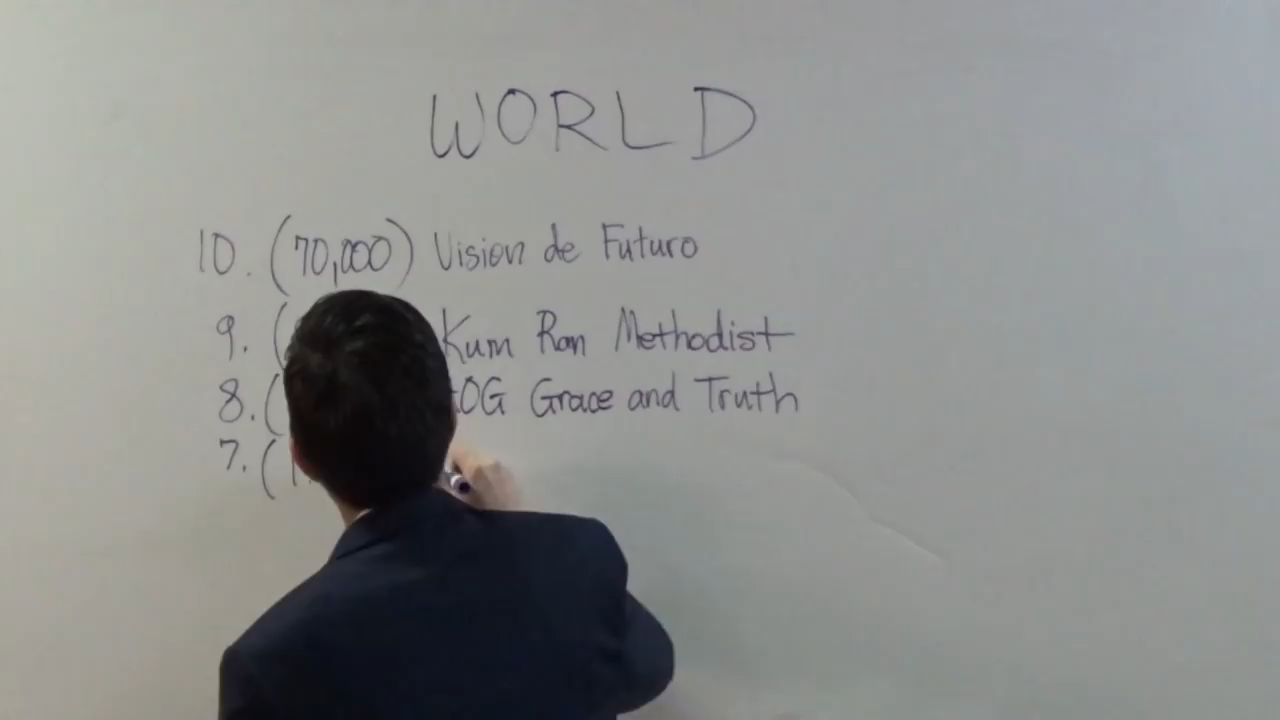 WORLD
10. (70,000) Vision de Futuro
9. ( Kum Ran Methodist
8. ( OG Grace and Truth
7. (